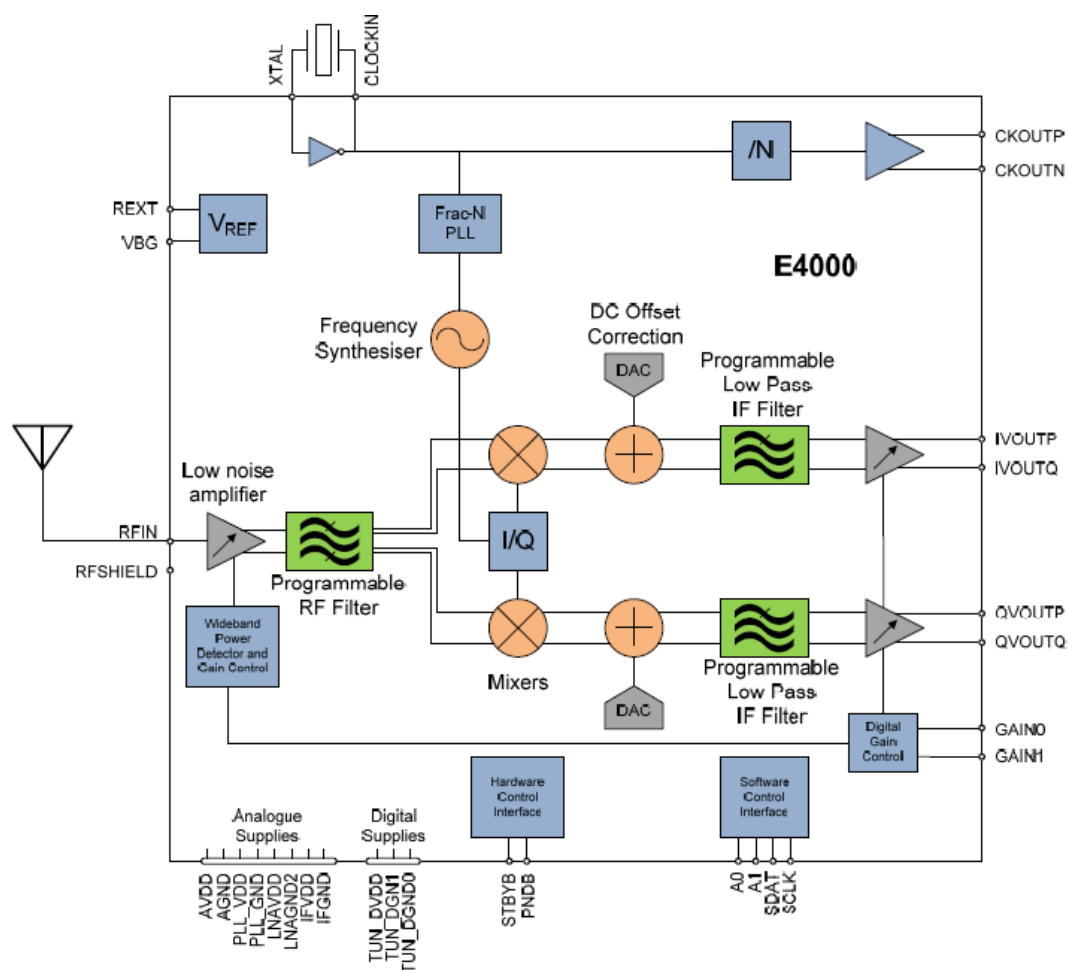 XTAL
CLOCKIN
/N
CKOUTP
CKOUTN
REXT
VBG
VREF
Frac-N
PLL
E4000
Frequency
Synthesiser
DC Offset
Correction
DAC
Programmable
Low Pass
IF Filter
IVOUTP
IVOUTQ
Low noise
amplifier
RFIN
RFSHIELD
Programmable
RF Filter
I/Q
Wideband
Power
Detector and
Gain Control
Mixers
DAC
Programmable
Low Pass
IF Filter
QVOUTP
QVOUTQ
Digital
Gain
Control
GAIN0
GAIN1
Hardware
Control
Interface
Software
Control
Interface
Analogue
Supplies
Digital
Supplies
AVDD
AGND
PLL_VDD
PLL_GND
LNAVDD
LNAGND2
IFVDD
IFGND
TUN_DVDD
TUN_DGN1
TUN_DGND0
STBYB
PNDB
A0
A1
SDAT
SCLK